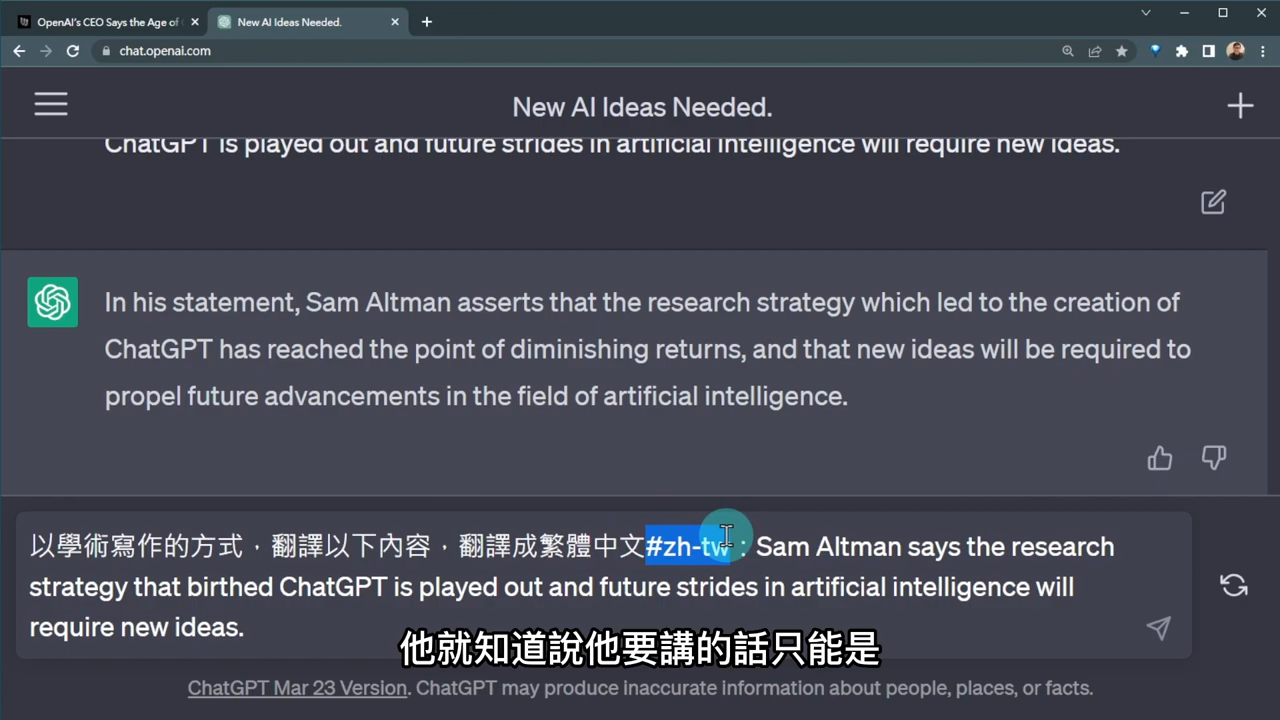 OpenAI's CEO Says the Age of
New AI Ideas Needed.
chat.openai.com
New AI Ideas Needed.
ChatGPT is played out and future strides in artificial intelligence will require new ideas.
In his statement, Sam Altman asserts that the research strategy which led to the creation of
ChatGPT has reached the point of diminishing returns, and that new ideas will be required to
propel future advancements in the field of artificial intelligence.
以學術寫作的方式，翻譯以下內容，翻譯成繁體中文#zh-tw：Sam Altman says the research
strategy that birthed ChatGPT is played out and future strides in artificial intelligence will
require new ideas.
他就知道說他要講的話只能是
ChatGPT Mar 23 Version. ChatGPT may produce inaccurate information about people, places, or facts.